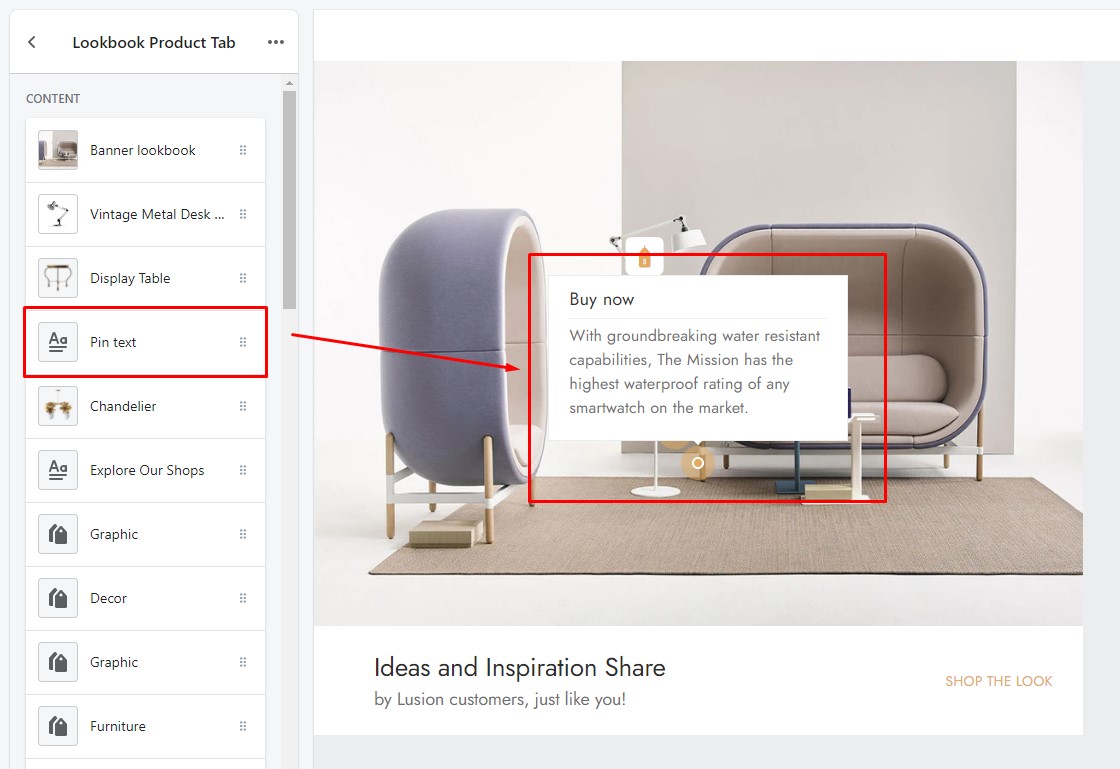 Lookbook Product Tab
CONTENT
Banner lookbook
Vintage Metal Desk ...
Display Table
Aa
Pin text
Chandelier
Aa
Explore Our Shops
Graphic
Decor
Graphic
Furniture
Buy now
With groundbreaking water resistant
capabilities, The Mission has the
highest waterproof rating of any
smartwatch on the market.
Ideas and Inspiration Share
by Lusion customers, just like you!
SHOP THE LOOK